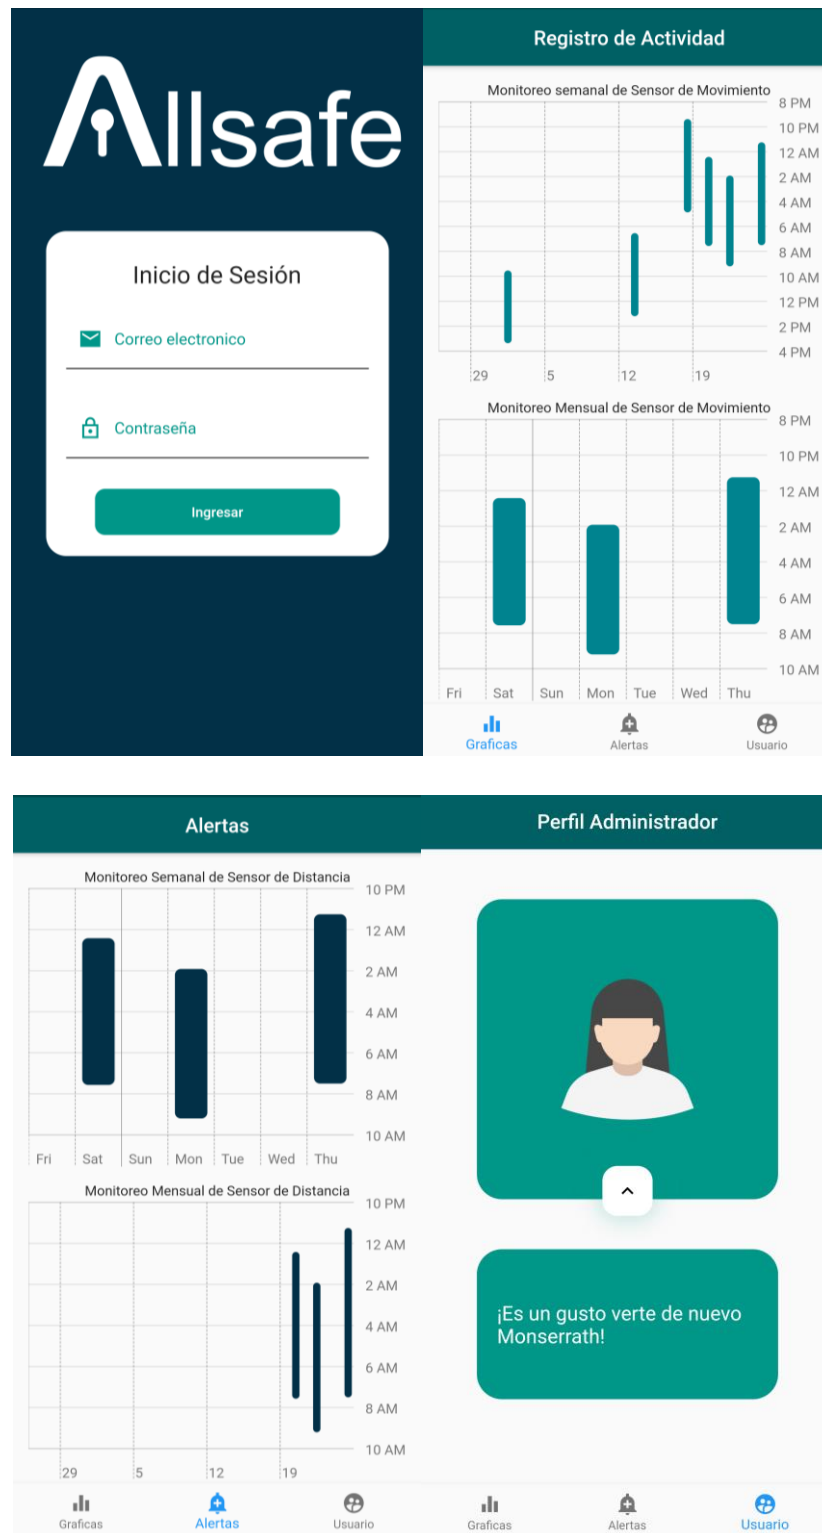 Allsafe
Inicio de Sesión
Correo electronico
Contraseña
Ingresar
Registro de Actividad
Monitoreo semanal de Sensor de Movimiento
8 PM
10 PM
12 AM
2 AM
4 AM
6 AM
8 AM
10 AM
12 PM
2 PM
4 PM
29 5 12 19
Monitoreo Mensual de Sensor de Movimiento
8 PM
10 PM
12 AM
2 AM
4 AM
6 AM
8 AM
10 AM
Fri Sat Sun Mon Tue Wed Thu
Graficas Alertas Usuario
Alertas
Monitoreo Semanal de Sensor de Distancia
10 PM
12 AM
2 AM
4 AM
6 AM
8 AM
10 AM
Fri Sat Sun Mon Tue Wed Thu
Monitoreo Mensual de Sensor de Distancia
10 PM
12 AM
2 AM
4 AM
6 AM
8 AM
10 AM
29 5 12 19
Graficas Alertas Usuario
Perfil Administrador
¡Es un gusto verte de nuevo
Monserrath!
Graficas Alertas Usuario